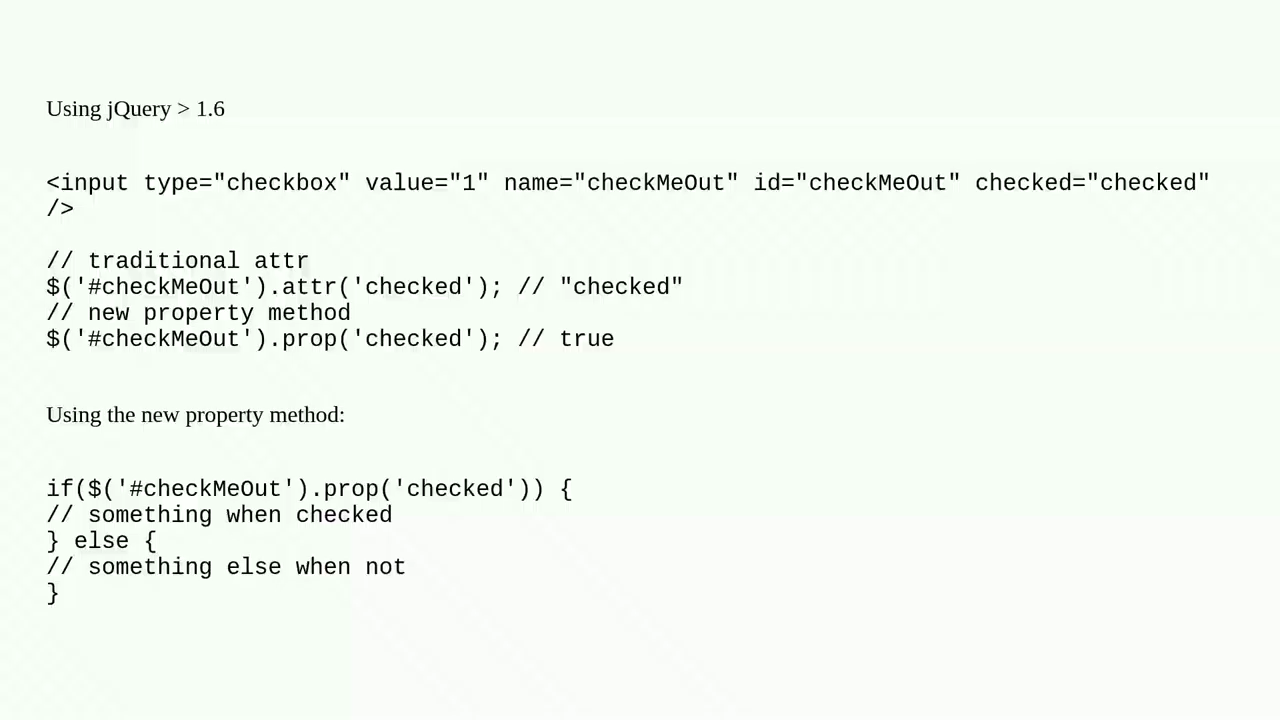 Using jQuery > 1.6
<input type="checkbox" value="1" name="checkMeOut" id="checkMeOut" checked="checked"
/>
// traditional attr
$('#checkMeOut').attr('checked'); // "checked"
// new property method
$('#checkMeOut').prop('checked'); // true
Using the new property method:
if($('#checkMeOut').prop('checked')) {
// something when checked
} else {
// something else when not
}